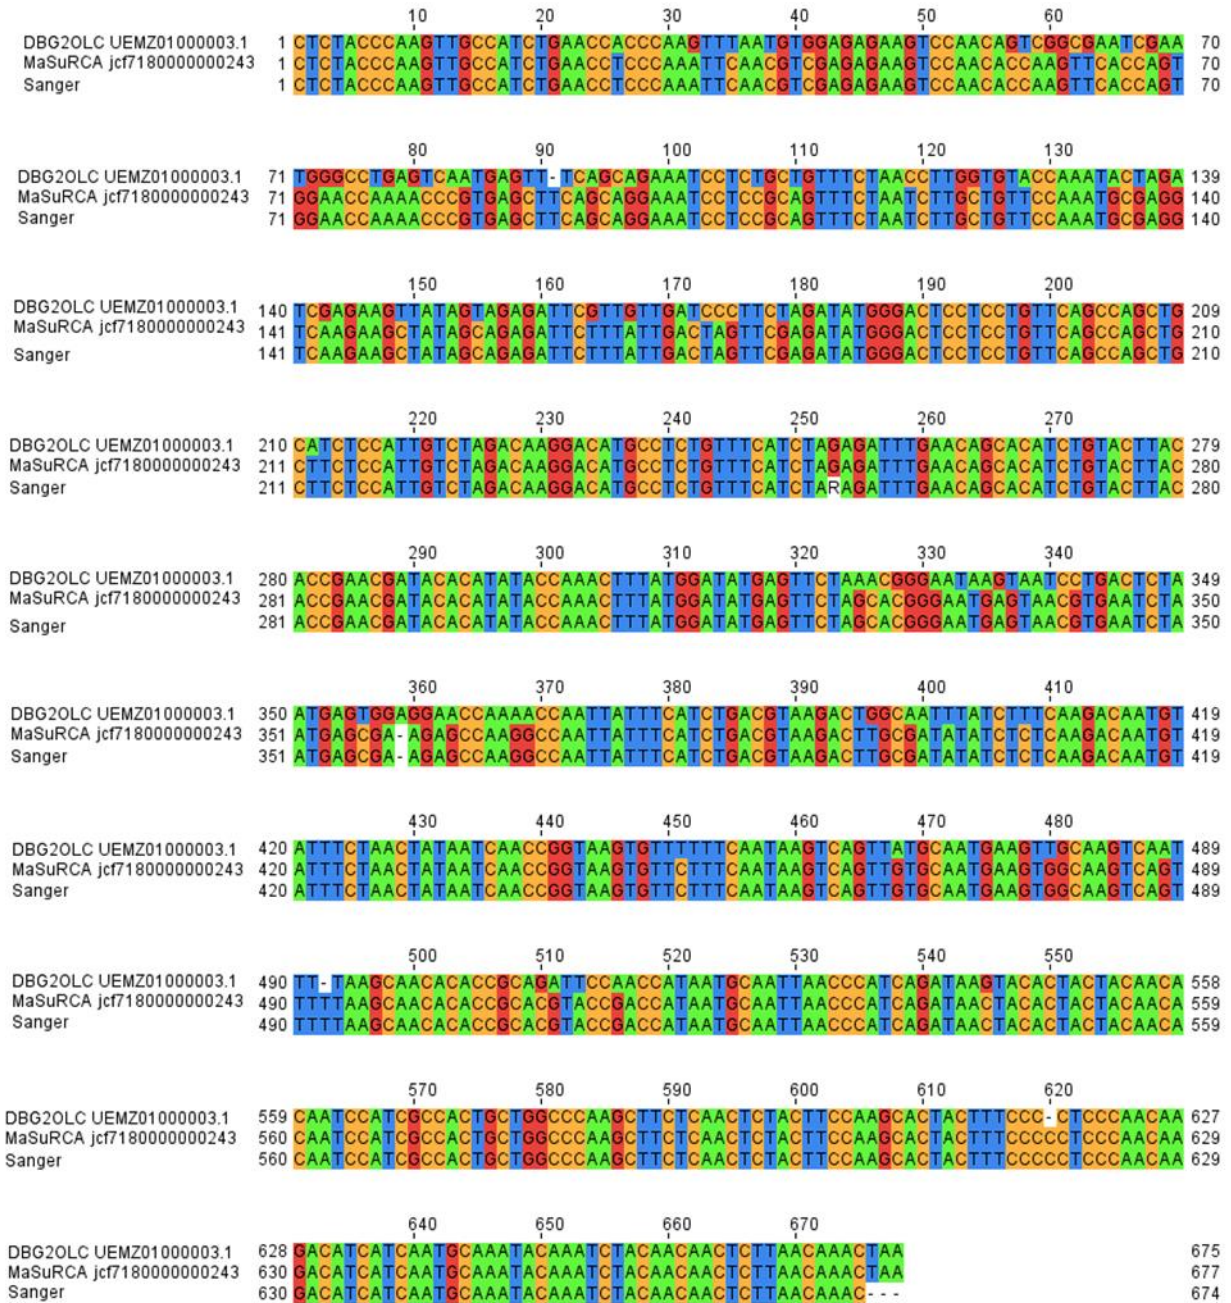 10 20 30 40 50 60
DBG2OLC UEMZ01000003.1 1 CTCTACCCAAGTTGCCATCTGAACCACCCAAGTTTAATGTGGAGAGAAGTCCAACAGTCGGCGAATCGAA 70
MaSuRCA jcf7180000000243 1 CTCTACCCAAGTTGCCATCTGAACCTCCCAAATTCAACGTCGAGAGAAGTCCAACACCAAGTTCACCAGT 70
Sanger 1 CTCTACCCAAGTTGCCATCTGAACCTCCCAAATTCAACGTCGAGAGAAGTCCAACACCAAGTTCACCAGT 70
80 90 100 110 120 130
DBG2OLC UEMZ01000003.1 71 TGGGCCTGAGTCAATGAGTT-TCAGCAGAAATCCTCTGCTGTTTCTAACCTTGGTGTACCAAATACTAGA 139
MaSuRCA jcf7180000000243 71 GGAACCAAAACCCGTGAGCTTCAGCAGGAAATCCTCCGCAGTTTCTAATCTTGCTGTTCCAAATGCGAGG 140
Sanger 71 GGAACCAAAACCCGTGAGCTTCAGCAGGAAATCCTCCGCAGTTTCTAATCTTGCTGTTCCAAATGCGAGG 140
150 160 170 180 190 200
DBG2OLC UEMZ01000003.1 140 TCGAGAAGTTATAGTAGAGATTCGTTGTTGATCCCTTCTAGATATGGGACTCCTCCTGTTCAGCCAGCTG 209
MaSuRCA jcf7180000000243 141 TCAAGAAGCTATAGCAGAGATTCTTTATTGACTAGTTCGAGATATGGGACTCCTCCTGTTCAGCCAGCTG 210
Sanger 141 TCAAGAAGCTATAGCAGAGATTCTTTATTGACTAGTTCGAGATATGGGACTCCTCCTGTTCAGCCAGCTG 210
220 230 240 250 260 270
DBG2OLC UEMZ01000003.1 210 CATCTCCATTGTCTAGACAAGGACATGCCTCTGTTTCATCTAGAGATTTGAACAGCACATCTGTACTTAC 279
MaSuRCA jcf7180000000243 211 CTTCTCCATTGTCTAGACAAGGACATGCCTCTGTTTCATCTAGAGATTTGAACAGCACATCTGTACTTAC 280
Sanger 211 CTTCTCCATTGTCTAGACAAGGACATGCCTCTGTTTCATCTARAGATTTGAACAGCACATCTGTACTTAC 280
290 300 310 320 330 340
DBG2OLC UEMZ01000003.1 280 ACCGAACGATACACATATACCAAACTTTATGGATATGAGTTCTAAACGGGAATAAGTAATCCTGACTCTA 349
MaSuRCA jcf7180000000243 281 ACCGAACGATACACATATACCAAACTTTATGGATATGAGTTCTAGCACGGGAATGAGTAACGTGAATCTA 350
Sanger 281 ACCGAACGATACACATATACCAAACTTTATGGATATGAGTTCTAGCACGGGAATGAGTAACGTGAATCTA 350
360 370 380 390 400 410
DBG2OLC UEMZ01000003.1 350 ATGAGTGGAGGAACCAAAACCAATTATTTCATCTGACGTAAGACTGGCAATTTATCTTTCAAGACAATGT 419
MaSuRCA jcf7180000000243 351 ATGAGCGA-AGAGCCAAGGCCAATTATTTCATCTGACGTAAGACTTGCGATATATCTCTCAAGACAATGT 419
Sanger 351 ATGAGCGA-AGAGCCAAGGCCAATTATTTCATCTGACGTAAGACTTGCGATATATCTCTCAAGACAATGT 419
430 440 450 460 470 480
DBG2OLC UEMZ01000003.1 420 ATTTCTAACTATAATCAACCGGTAAGTGTTTTTTCAATAAGTCAGTTATGCAATGAAGTTGCAAGTCAAT 489
MaSuRCA jcf7180000000243 420 ATTTCTAACTATAATCAACCGGTAAGTGTTCTTTCAATAAGTCAGTTGTGCAATGAAGTGGCAAGTCAGT 489
Sanger 420 ATTTCTAACTATAATCAACCGGTAAGTGTTCTTTCAATAAGTCAGTTGTGCAATGAAGTGGCAAGTCAGT 489
500 510 520 530 540 550
DBG2OLC UEMZ01000003.1 490 TT-TAAGCAACACACCGCAGATTCCAACCATAATGCAATTAACCCATCAGATAAGTACACTACTACAACA 558
MaSuRCA jcf7180000000243 490 TTTTAAGCAACACACCGCACGTACCGACCATAATGCAATTAACCCATCAGATAACTACACTACTACAACA 559
Sanger 490 TTTTAAGCAACACACCGCACGTACCGACCATAATGCAATTAACCCATCAGATAACTACACTACTACAACA 559
570 580 590 600 610 620
DBG2OLC UEMZ01000003.1 559 CAATCCATCGCCACTGCTGGCCCAAGCTTCTCAACTCTACTTCCAAGCACTACTTTCCC-CTCCCAACAA 627
MaSuRCA jcf7180000000243 560 CAATCCATCGCCACTGCTGGCCCAAGCTTCTCAACTCTACTTCCAAGCACTACTTTCCCCCTCCCAACAA 629
Sanger 560 CAATCCATCGCCACTGCTGGCCCAAGCTTCTCAACTCTACTTCCAAGCACTACTTTCCCCCTCCCAACAA 629
640 650 660 670
DBG2OLC UEMZ01000003.1 628 GACATCATCAATGCAAATACAAATCTACAACAACTCTTAACAAACTAA 675
MaSuRCA jcf7180000000243 630 GACATCATCAATGCAAATACAAATCTACAACAACTCTTAACAAACTAA 677
Sanger 630 GACATCATCAATGCAAATACAAATCTACAACAACTCTTAACAAAC--- 674